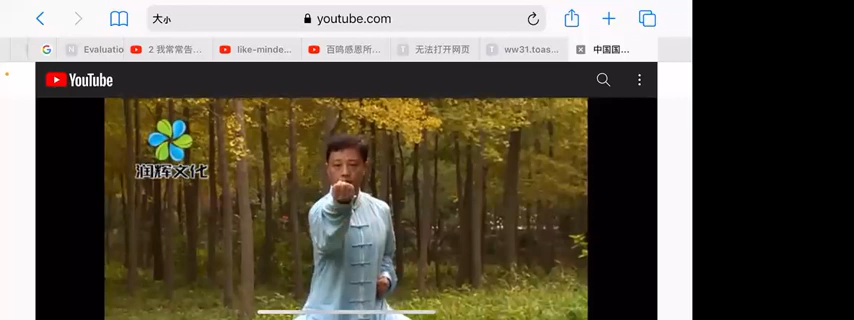 大小 youtube.com
Evaluatio 2 我常常告... like-minde... 百鸣感恩所... 无法打开网页 ww31.toas... 中国国...
YouTube
润辉文化